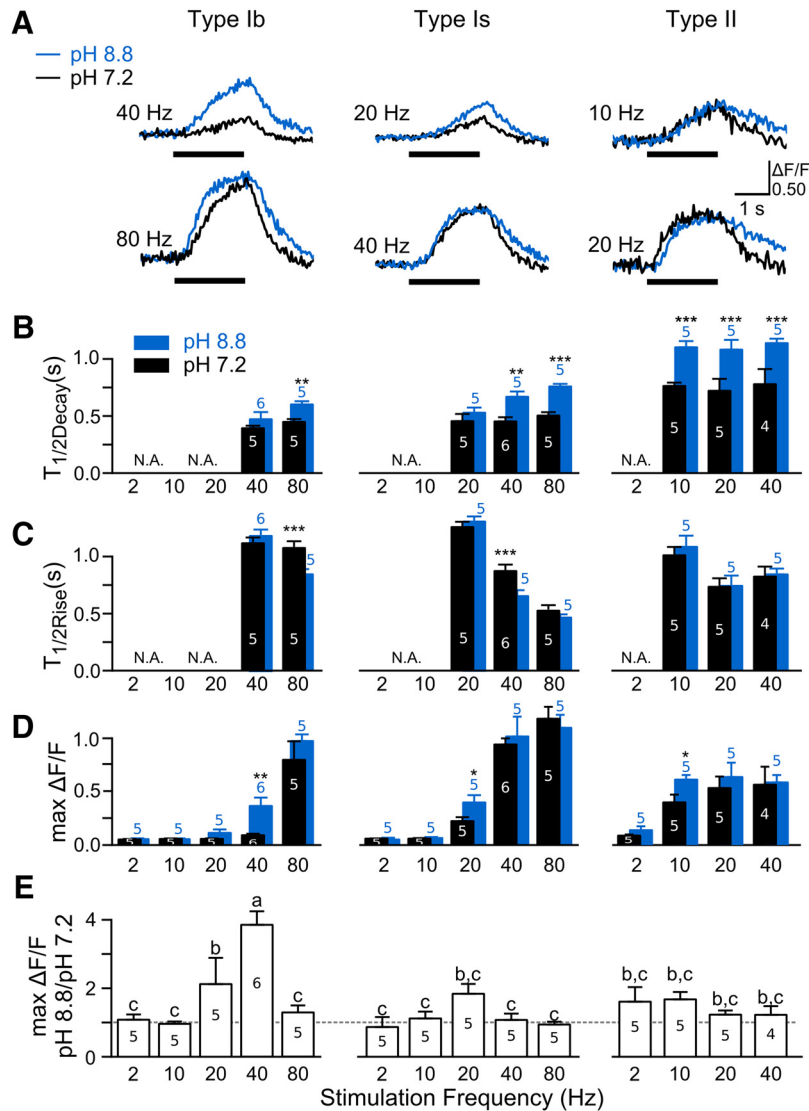 A
Type Ib Type Is Type II
pH 8.8
pH 7.2
40 Hz 20 Hz 10 Hz
ΔF/F
0.50
1 s
80 Hz 40 Hz 20 Hz
B
pH 8.8
pH 7.2
T1/2Decay(s)
1.0
0.5
0.0
N.A. N.A. 5 6 5 5 **
N.A. 5 5 6 5 ** 5 5 ***
N.A. 5 5 *** 5 5 *** 4 5 ***
2 10 20 40 80 2 10 20 40 80 2 10 20 40
C
T1/2Rise(s)
1.0
0.5
0.0
N.A. N.A. 5 6 5 5 ***
N.A. 5 5 6 5 *** 5 5
N.A. 5 5 5 5 4 5
2 10 20 40 80 2 10 20 40 80 2 10 20 40
D
max ΔF/F
1.0
0.5
0.0
5 5 5 5 5 5 6 6 ** 5 5
5 5 5 5 5 5 * 6 5 5 5
5 5 5 5 * 5 5 4 5
2 10 20 40 80 2 10 20 40 80 2 10 20 40
E
max ΔF/F
pH 8.8/pH 7.2
4
2
0
c c b a c c c b,c c c b,c b,c b,c b,c
5 5 5 6 5 5 5 5 5 5 5 5 5 4
2 10 20 40 80 2 10 20 40 80 2 10 20 40
Stimulation Frequency (Hz)